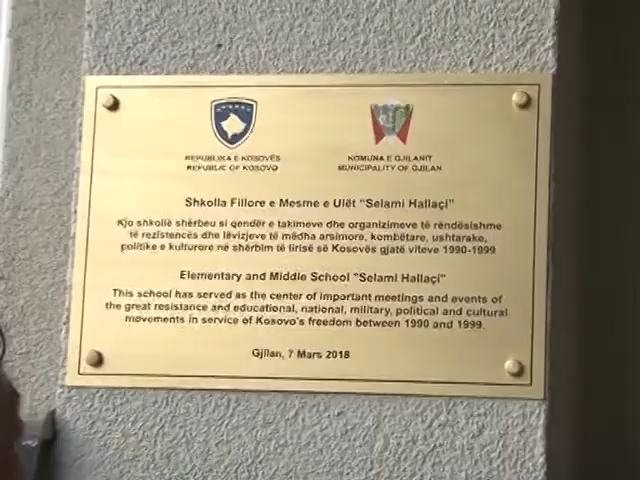 REPUBLIKA E KOSOVËS
REPUBLIC OF KOSOVO
KOMUNA E GJILANIT
MUNICIPALITY OF GJILAN
Shkolla Fillore e Mesme e Ulët "Selami Hallaçi"
Kjo shkollë shërbeu si qendër e takimeve dhe organizimeve të rëndësishme
të rezistencës dhe lëvizjeve të mëdha arsimore, kombëtare, ushtarake,
politike e kulturore në shërbim të lirisë së Kosovës gjatë viteve 1990-1999
Elementary and Middle School "Selami Hallaçi"
This school has served as the center of important meetings and events of
the great resistance and educational, national, military, political and cultural
movements in service of Kosovo's freedom between 1990 and 1999.
Gjilan, 7 Mars 2018